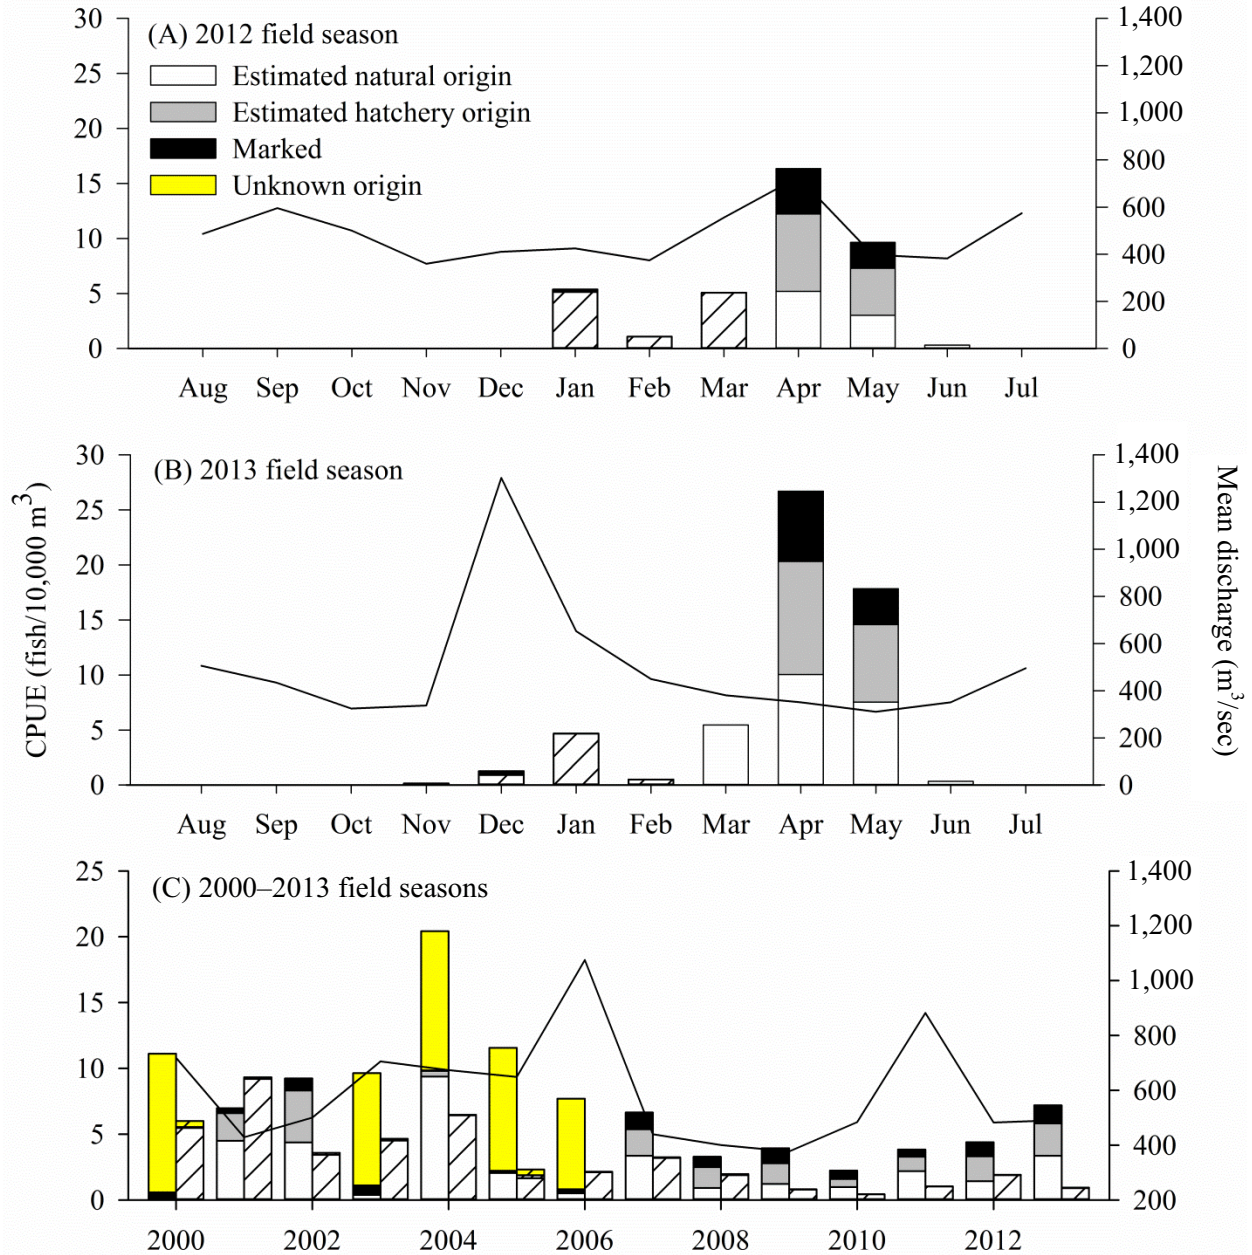 30 (A) 2012 field season 1,400
25 Estimated natural origin 1,200
Estimated hatchery origin 1,000
20 Marked 800
15 Unknown origin 600
10 400
5 200
0 0
Aug Sep Oct Nov Dec Jan Feb Mar Apr May Jun Jul
CPUE (fish/10,000 m³)
30 (B) 2013 field season 1,400
25 1,200
20 1,000
15 800
600
10 400
5 200
0 0
Aug Sep Oct Nov Dec Jan Feb Mar Apr May Jun Jul
Mean discharge (m³/sec)
25 (C) 2000–2013 field seasons 1,400
20 1,200
15 1,000
10 800
600
5 400
0 200
2000 2002 2004 2006 2008 2010 2012